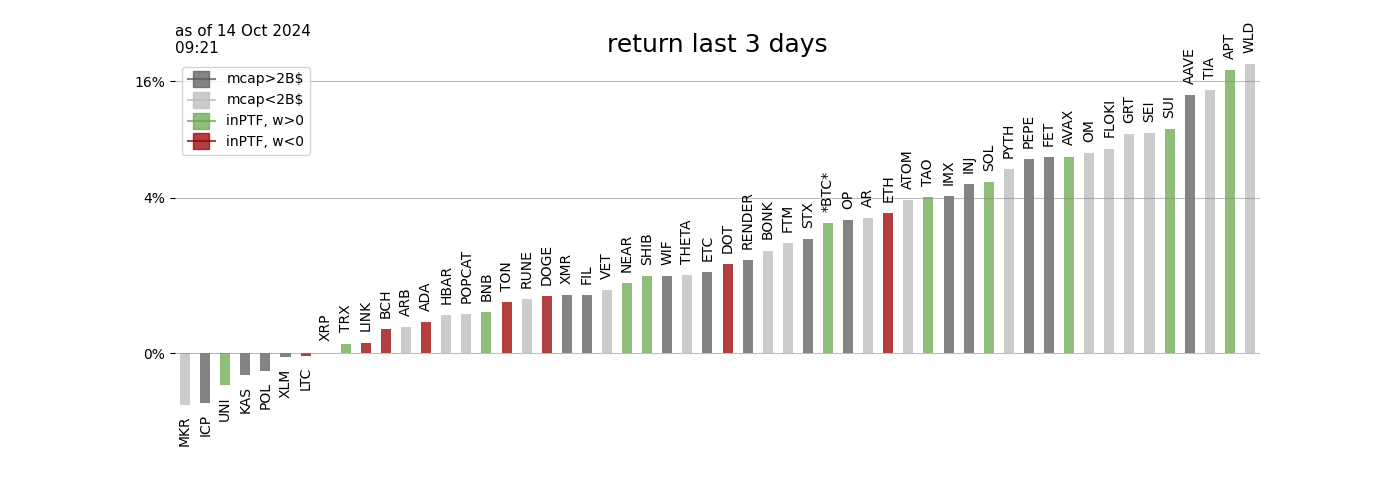 as of 14 Oct 2024
09:21
return last 3 days
mcap>2B$
mcap<2B$
inPTF, w>0
inPTF, w<0
16%
4%
0%
MKR
ICP
UNI
KAS
POL
XLM
LTC
XRP
TRX
LINK
BCH
ARB
ADA
HBAR
POPCAT
BNB
TON
RUNE
DOGE
XMR
FIL
VET
NEAR
SHIB
WIF
THETA
ETC
DOT
RENDER
BONK
FTM
STX
*BTC*
OP
AR
ETH
ATOM
TAO
IMX
INJ
SOL
PYTH
PEPE
FET
AVAX
OM
FLOKI
GRT
SEI
SUI
AAVE
TIA
APT
WLD